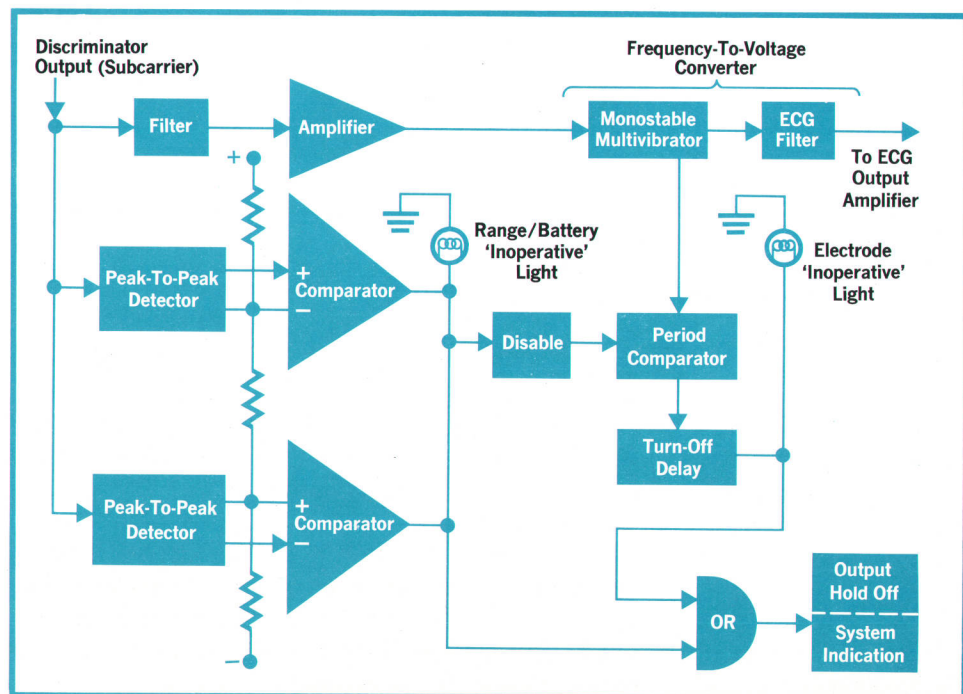 Discriminator
Output (Subcarrier)
Frequency-To-Voltage
Converter
Filter
Amplifier
Monostable
Multivibrator
ECG
Filter
To ECG
Output
Amplifier
+
Peak-To-Peak
Detector
+
Comparator
−
Range/Battery
'Inoperative'
Light
Electrode
'Inoperative'
Light
Disable
Period
Comparator
Turn-Off
Delay
Peak-To-Peak
Detector
+
Comparator
−
−
OR
Output
Hold Off
System
Indication